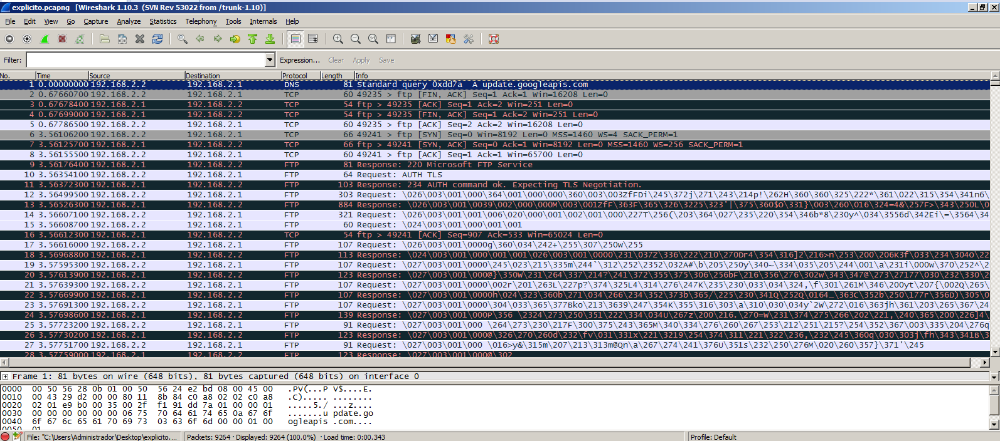 explicito.pcapng [Wireshark 1.10.3 (SVN Rev 53022 from /trunk-1.10)]
File Edit View Go Capture Analyze Statistics Telephony Tools Internals Help
Filter: Expression... Clear Apply Save
No. Time Source Destination Protocol Length Info
1 0.00000000 192.168.2.2 192.168.2.1 DNS 81 Standard query 0xdd7a A update.googleapis.com
2 0.67660700 192.168.2.2 192.168.2.1 TCP 60 49235 > ftp [FIN, ACK] Seq=1 Ack=1 Win=16208 Len=0
3 0.67678400 192.168.2.1 192.168.2.2 TCP 54 ftp > 49235 [ACK] Seq=1 Ack=2 Win=251 Len=0
4 0.67699000 192.168.2.1 192.168.2.2 TCP 54 ftp > 49235 [FIN, ACK] Seq=1 Ack=2 Win=251 Len=0
5 0.67786500 192.168.2.2 192.168.2.1 TCP 60 49235 > ftp [ACK] Seq=2 Ack=2 Win=16208 Len=0
6 3.56106200 192.168.2.2 192.168.2.1 TCP 66 49241 > ftp [SYN] Seq=0 Win=8192 Len=0 MSS=1460 WS=4 SACK_PERM=1
7 3.56125700 192.168.2.1 192.168.2.2 TCP 66 ftp > 49241 [SYN, ACK] Seq=0 Ack=1 Win=8192 Len=0 MSS=1460 WS=256 SACK_PERM=1
8 3.56155500 192.168.2.2 192.168.2.1 TCP 60 49241 > ftp [ACK] Seq=1 Ack=1 Win=65700 Len=0
9 3.56176400 192.168.2.1 192.168.2.2 FTP 81 Response: 220 Microsoft FTP Service
10 3.56354100 192.168.2.2 192.168.2.1 FTP 64 Request: AUTH TLS
11 3.56372300 192.168.2.1 192.168.2.2 FTP 103 Response: 234 AUTH command ok. Expecting TLS Negotiation.
12 3.56499500 192.168.2.2 192.168.2.1 FTP 303 Request: \026\003\001\000\364\001\000\000\360\003\003ZfFDi\245\372j\271\243\214p!\262H\360\360\325\222*\361\022\315\354\341n6\
13 3.56526300 192.168.2.1 192.168.2.2 FTP 884 Response: \026\003\001\0039\002\000\000M\003\001ZfF\363F\365\326\3225\323'|\375\360$O\331}\003\260\016\324=4&\257F>\343\250L\0
14 3.56607100 192.168.2.2 192.168.2.1 FTP 321 Request: \026\003\001\001\006\020\000\001\002\001\000\227T\256(\203\364\027\235\220\354\346b*8\230y^\034\3556d\342Ei\=\3564\34
15 3.56608700 192.168.2.2 192.168.2.1 FTP 60 Request: \024\003\001\000\001\001
16 3.56612300 192.168.2.1 192.168.2.2 FTP 54 ftp > 49241 [ACK] Seq=907 Ack=533 Win=65024 Len=0
17 3.56616000 192.168.2.2 192.168.2.1 FTP 107 Request: \026\003\001\0000g\360\034\242+\255\307\250w\255
18 3.56968800 192.168.2.1 192.168.2.2 FTP 113 Response: \024\003\001\000\001\001\026\003\001\0000\231\037Z\336\222\210\270Dr4\354\316]2\216>n\253\200\206K3f\033\234\304O\22
19 3.57595300 192.168.2.2 192.168.2.1 FTP 107 Request: \027\003\001\0000\245\023\215\335m\244`\312\252\2352\032A#\b\205\250y\340~\334\035\205\244\001\a\231i\000w\370\252^\2
20 3.57613900 192.168.2.1 192.168.2.2 FTP 123 Response: \027\003\001\000@}\350W\231\264\337\214?\241\372\355\375\306\256bF\216\356\276\302w\343\347@\273\27177\030\232\330\2
21 3.57639300 192.168.2.2 192.168.2.1 FTP 107 Request: \027\003\001\0000\002r\201\263L\227p?\374\325L4\314\276\247K\235\230\033\034\324,\f\301\261M\346\200yt\207{\002Q\265\
22 3.57669900 192.168.2.1 192.168.2.2 FTP 107 Response: \027\003\001\0000h\024\323\360b\271\034\266\234\352\373b\365/\225\230\341Q\252Q\0164_\363C\352b\250\177r\356D)\305\0
23 3.57691300 192.168.2.2 192.168.2.1 FTP 107 Request: \027\003\001\0000\304\033\365\377Bko\213\3639\247\354K\355\316\303\a\310\030\034y`2W\272\016\363jh\361\203\265\367\24
24 3.57698600 192.168.2.1 192.168.2.2 FTP 139 Response: \027\003\001\000P\356 \2324\273\250\351\222\334\034U\267z\200\216.\270=W\231\374\275\266\202\221,\240\365\200\226]4\
25 3.57723200 192.168.2.2 192.168.2.1 FTP 91 Request: \027\003\001\000 \264\273\230\217F\300\375\243\365M\340\334\276\260\267\253\212\251\215?\254\352\367\003\335\204\276q
26 3.57730200 192.168.2.1 192.168.2.2 FTP 123 Response: \027\003\001\000@\326\270\260d\232\fv\031\331x\221\3219\254\374\311\221\322\236,\232\245\360q\030\303j\fh\343\341B\3
27 3.57751700 192.168.2.2 192.168.2.1 FTP 91 Request: \027\003\001\000 \016>y&\315m\207\213\313m@Qn\a\267\274\241\376U\351s\232\250\276M\020\260\357}\371'\245
28 3.57759000 192.168.2.1 192.168.2.2 FTP 123 Response: \027\003\001\000@\302
Frame 1: 81 bytes on wire (648 bits), 81 bytes captured (648 bits) on interface 0
0000 00 50 56 28 0b 01 00 50 56 24 e2 bd 08 00 45 00 .PV(...P V$....E.
0010 00 43 29 d2 00 00 80 11 8b 84 c0 a8 02 02 c0 a8 .C)..... ........
0020 02 01 e9 b0 00 35 00 2f f1 91 dd 7a 01 00 00 01 .....5./ ...z....
0030 00 00 00 00 00 00 06 75 70 64 61 74 65 0a 67 6f .......u pdate.go
0040 6f 67 6c 65 61 70 69 73 03 63 6f 6d 00 00 01 00 ogleapis .com....
0050 01
File: "C:\Users\Administrador\Desktop\explicito.... Packets: 9264 · Displayed: 9264 (100.0%) · Load time: 0:00.343 Profile: Default